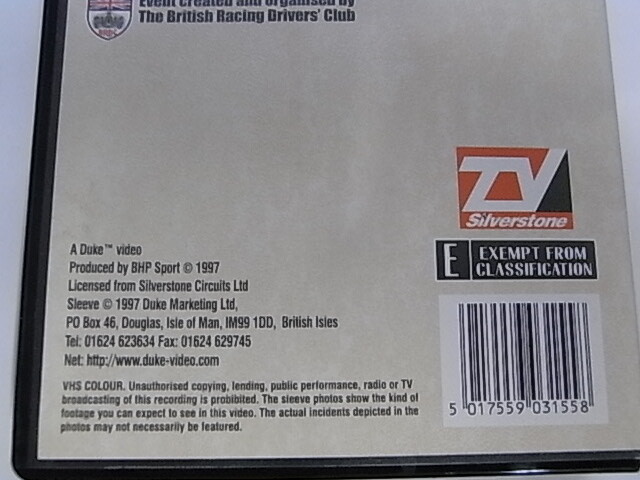 Event created and organised by
The British Racing Drivers' Club
TV
Silverstone
E EXEMPT FROM
CLASSIFICATION
A Duke™ video
Produced by BHP Sport © 1997
Licensed from Silverstone Circuits Ltd
Sleeve © 1997 Duke Marketing Ltd,
PO Box 46, Douglas, Isle of Man, IM99 1DD, British Isles
Tel: 01624 623634 Fax: 01624 629745
Net: http://www.duke-video.com
VHS COLOUR. Unauthorised copying, lending, public performance, radio or TV
broadcasting of this recording is prohibited. The sleeve photos show the kind of
footage you can expect to see in this video. The actual incidents depicted in the
photos may not necessarily be featured.
5 017559 031558